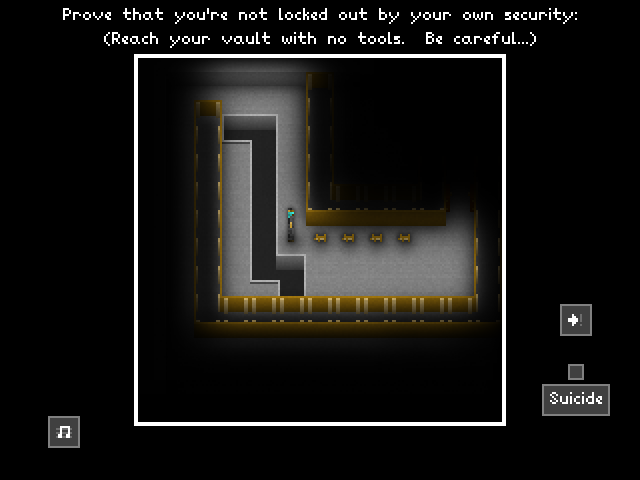 Prove that you're not locked out by your own security:
(Reach your vault with no tools.  Be careful...)
Suicide